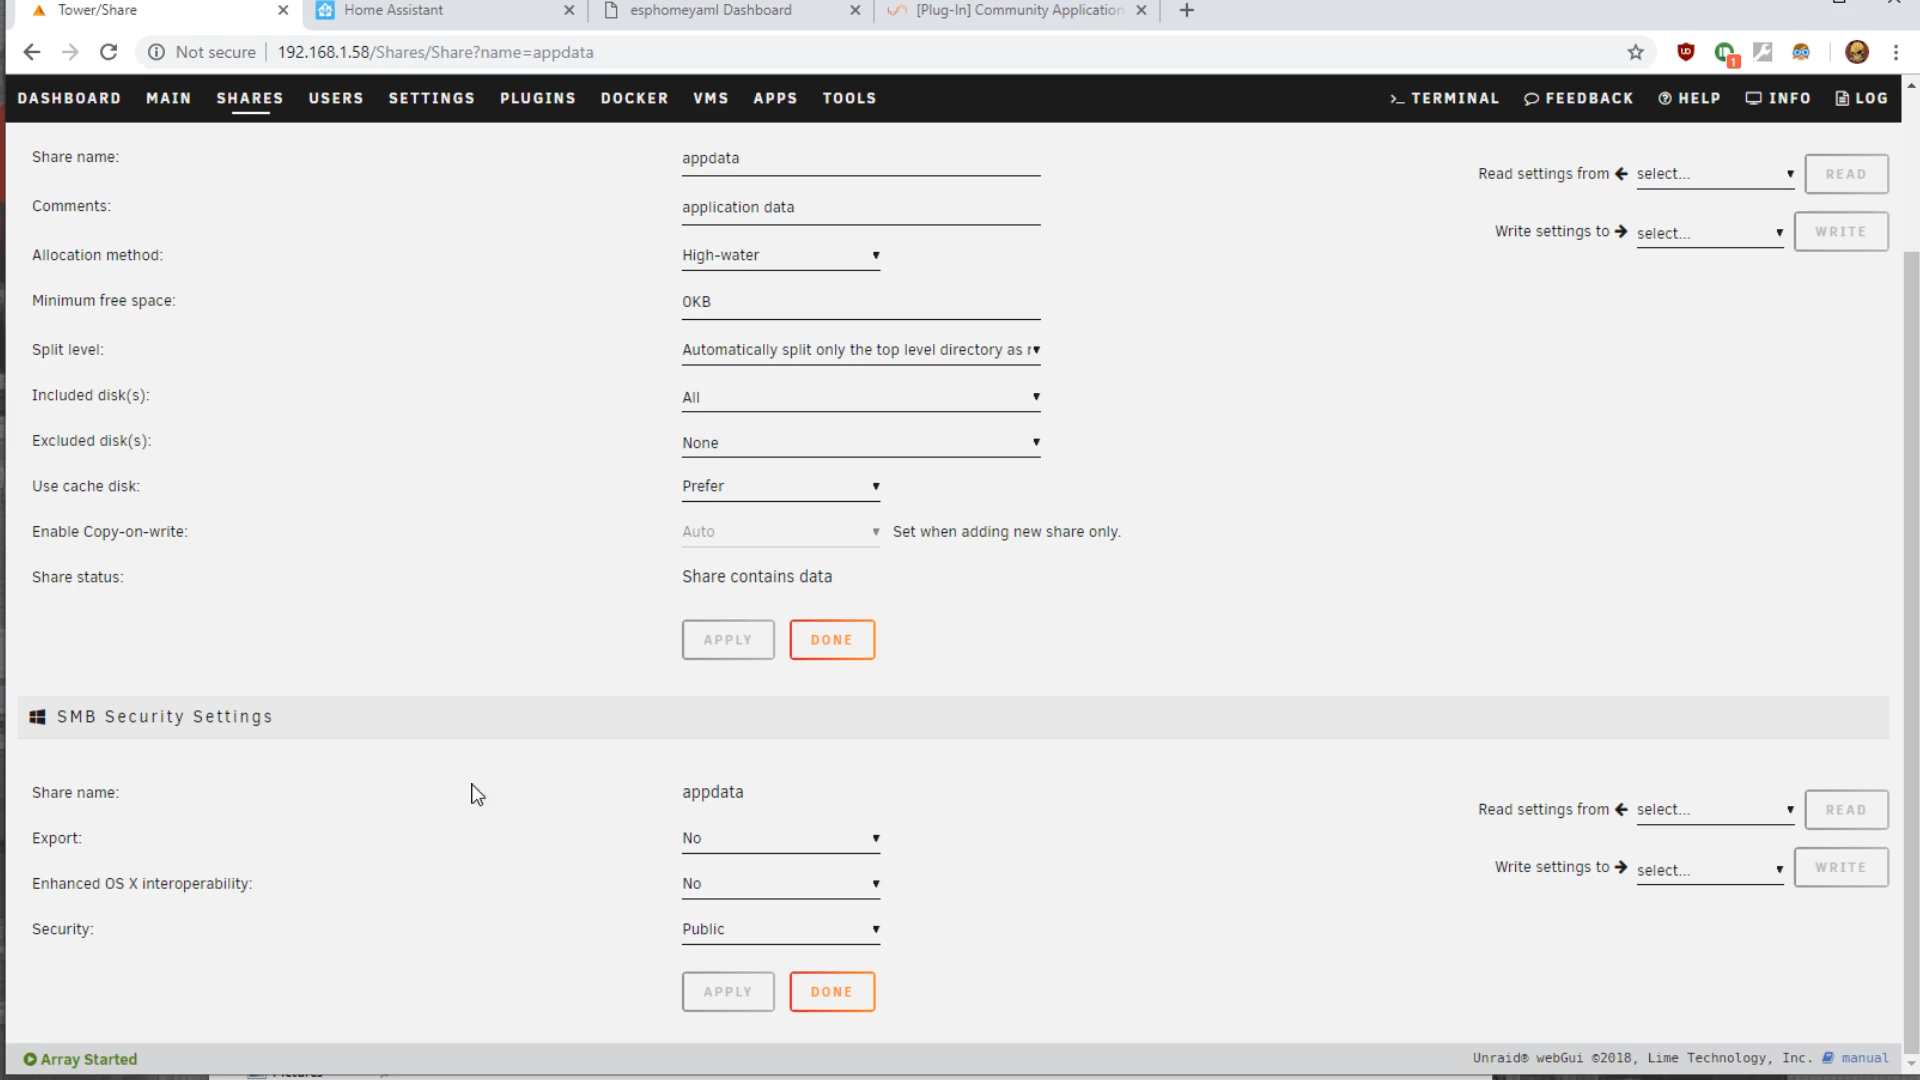 Tower/Share
Home Assistant
esphomeyaml Dashboard
[Plug-In] Community Application
Not secure 192.168.1.58/Shares/Share?name=appdata
1
DASHBOARD MAIN SHARES USERS SETTINGS PLUGINS DOCKER VMS APPS TOOLS >_ TERMINAL FEEDBACK HELP INFO LOG
Share name: appdata
Read settings from select... READ
Comments: application data
Write settings to select... WRITE
Allocation method: High-water
Minimum free space: 0KB
Split level: Automatically split only the top level directory as r
Included disk(s): All
Excluded disk(s): None
Use cache disk: Prefer
Enable Copy-on-write: Auto Set when adding new share only.
Share status: Share contains data
APPLY DONE
SMB Security Settings
Share name: appdata
Read settings from select... READ
Export: No
Write settings to select... WRITE
Enhanced OS X interoperability: No
Security: Public
APPLY DONE
Array Started
Unraid® webGui ©2018, Lime Technology, Inc. manual